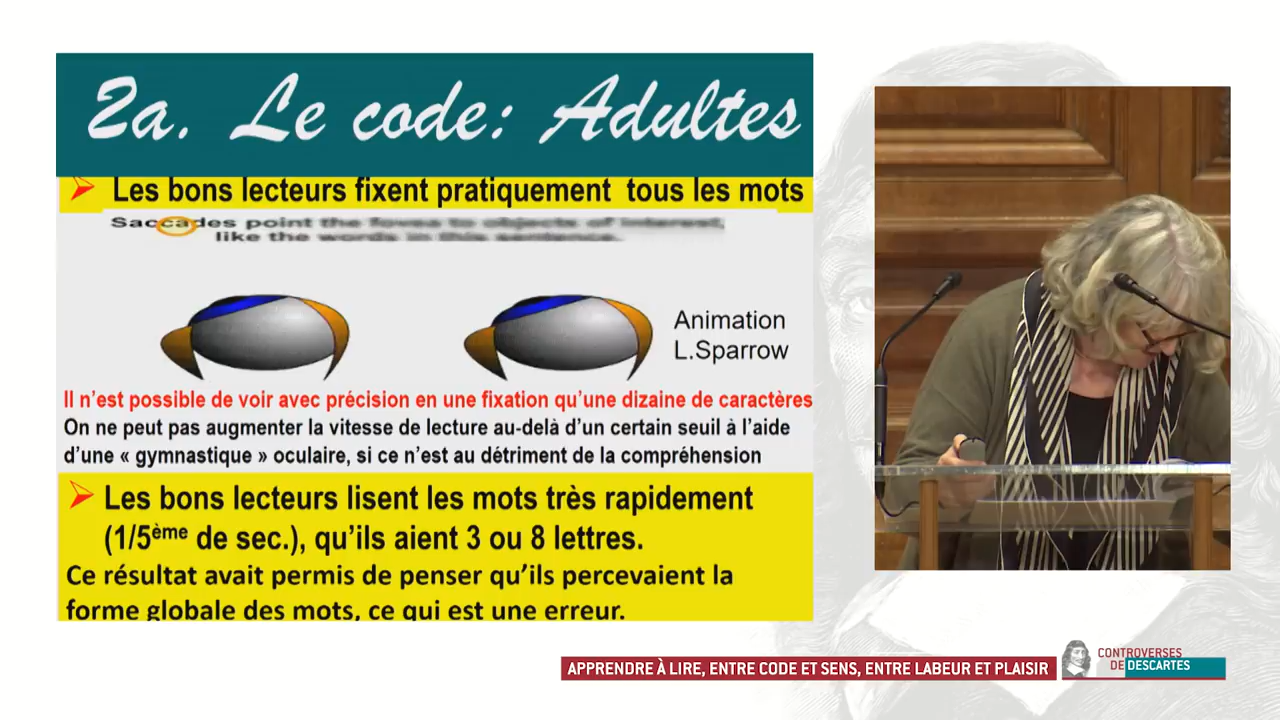 2a. Le code: Adultes
Les bons lecteurs fixent pratiquement tous les mots
Saccades point the fovea to objects of interest,
like the words in this sentence.
Animation
L.Sparrow
Il n'est possible de voir avec précision en une fixation qu'une dizaine de caractères
On ne peut pas augmenter la vitesse de lecture au-delà d'un certain seuil à l'aide
d'une « gymnastique » oculaire, si ce n'est au détriment de la compréhension
Les bons lecteurs lisent les mots très rapidement
(1/5ème de sec.), qu'ils aient 3 ou 8 lettres.
Ce résultat avait permis de penser qu'ils percevaient la
forme globale des mots, ce qui est une erreur.
APPRENDRE À LIRE, ENTRE CODE ET SENS, ENTRE LABEUR ET PLAISIR
CONTROVERSES
DE DESCARTES